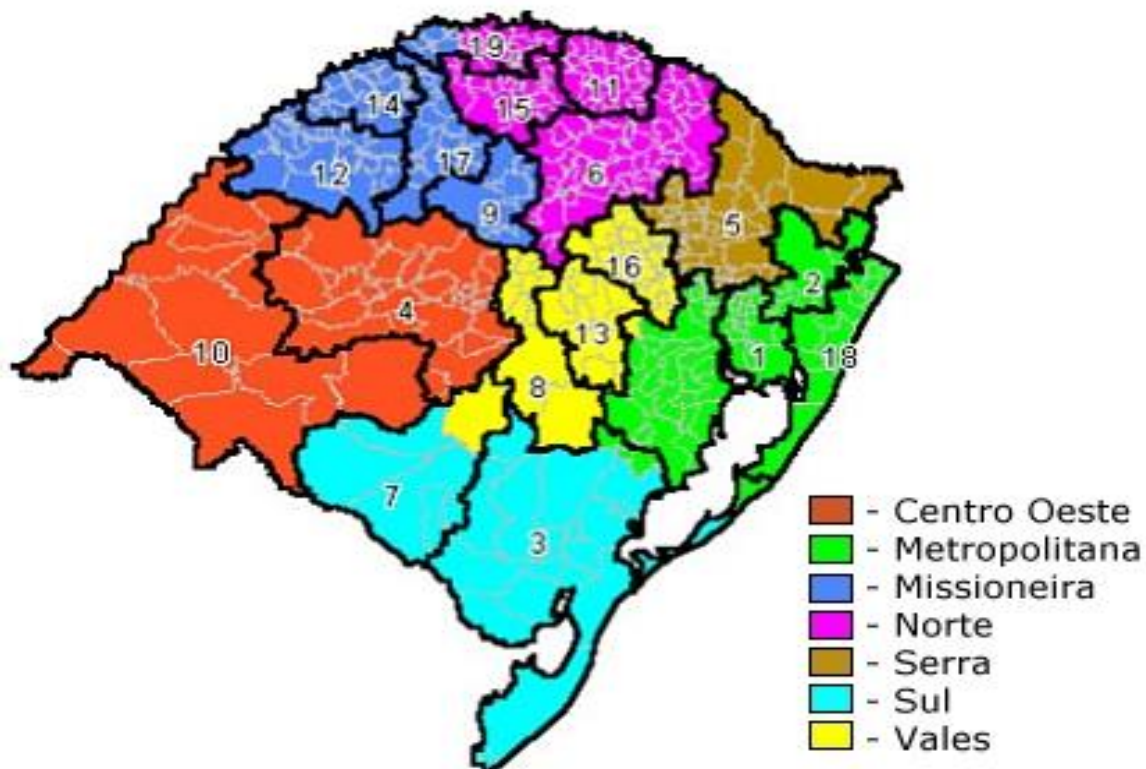 19
11
14
15
17
12
6
9
5
16
2
4
13
10
1
18
8
7
3
- Centro Oeste
- Metropolitana
- Missioneira
- Norte
- Serra
- Sul
- Vales